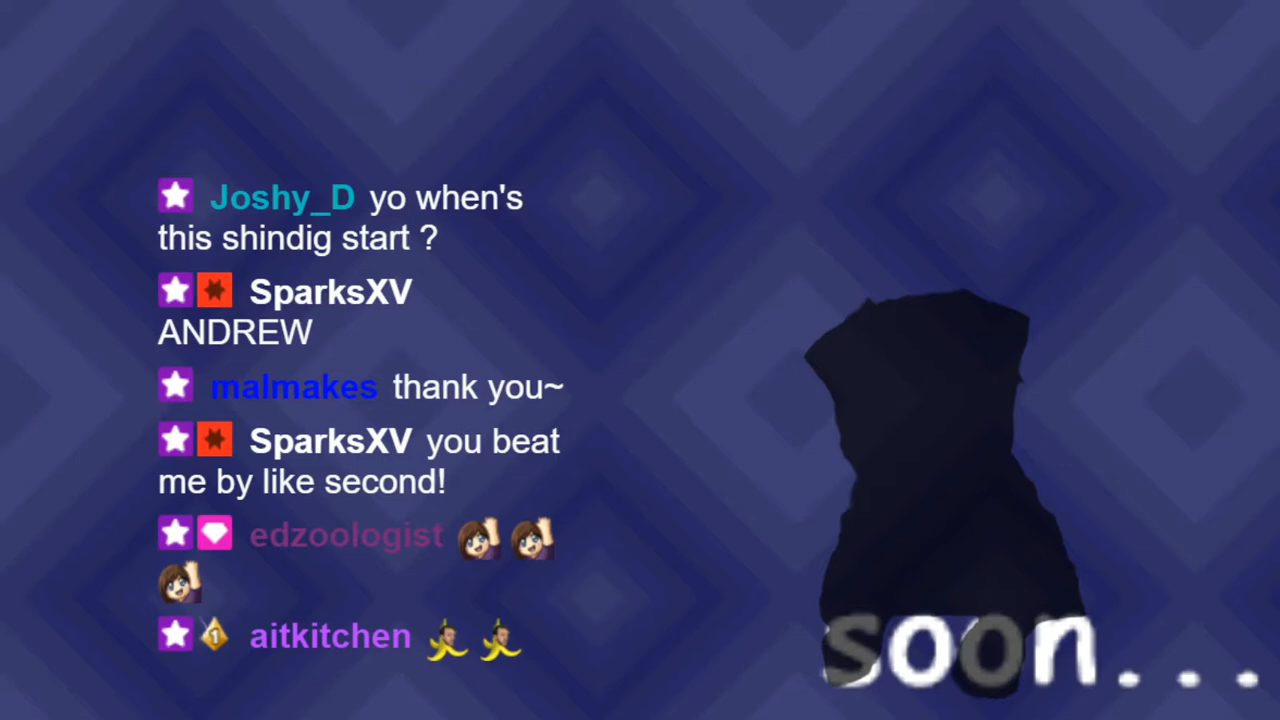 Joshy_D yo when's
this shindig start ?
SparksXV
ANDREW
malmakes thank you~
SparksXV you beat
me by like second!
edzoologist
1 aitkitchen
soon...